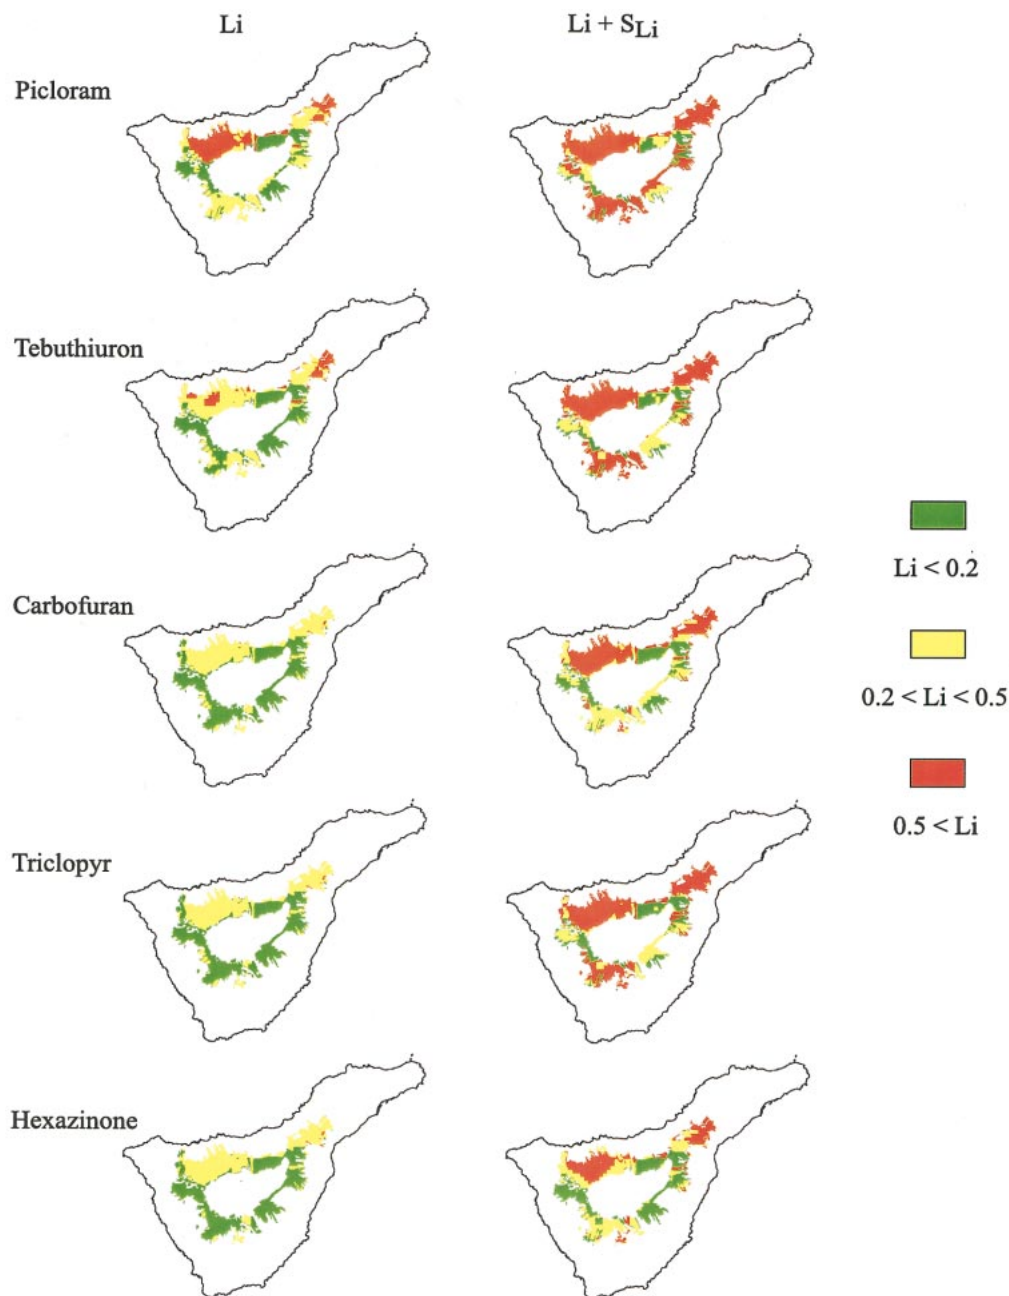 Li
Li + SLi
Picloram
Tebuthiuron
Carbofuran
Triclopyr
Hexazinone
Li < 0.2
0.2 < Li < 0.5
0.5 < Li